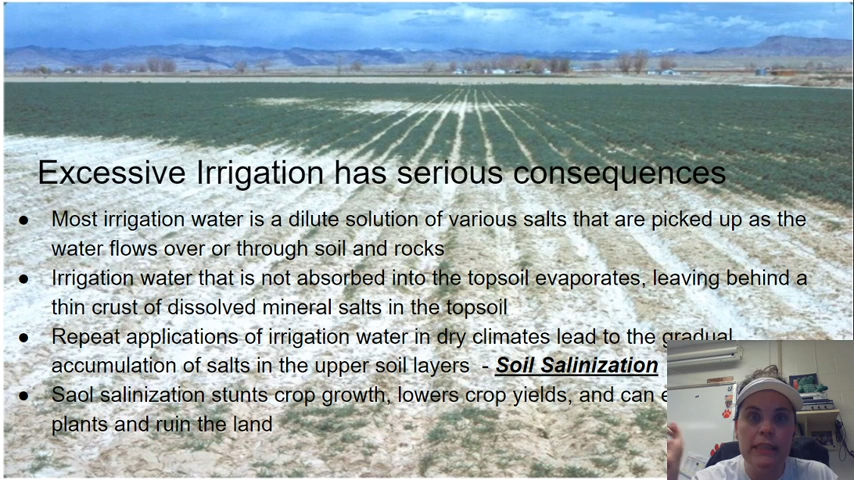 Excessive Irrigation has serious consequences
● Most irrigation water is a dilute solution of various salts that are picked up as the
water flows over or through soil and rocks
● Irrigation water that is not absorbed into the topsoil evaporates, leaving behind a
thin crust of dissolved mineral salts in the topsoil
● Repeat applications of irrigation water in dry climates lead to the gradual
accumulation of salts in the upper soil layers - Soil Salinization
● Saol salinization stunts crop growth, lowers crop yields, and can
plants and ruin the land